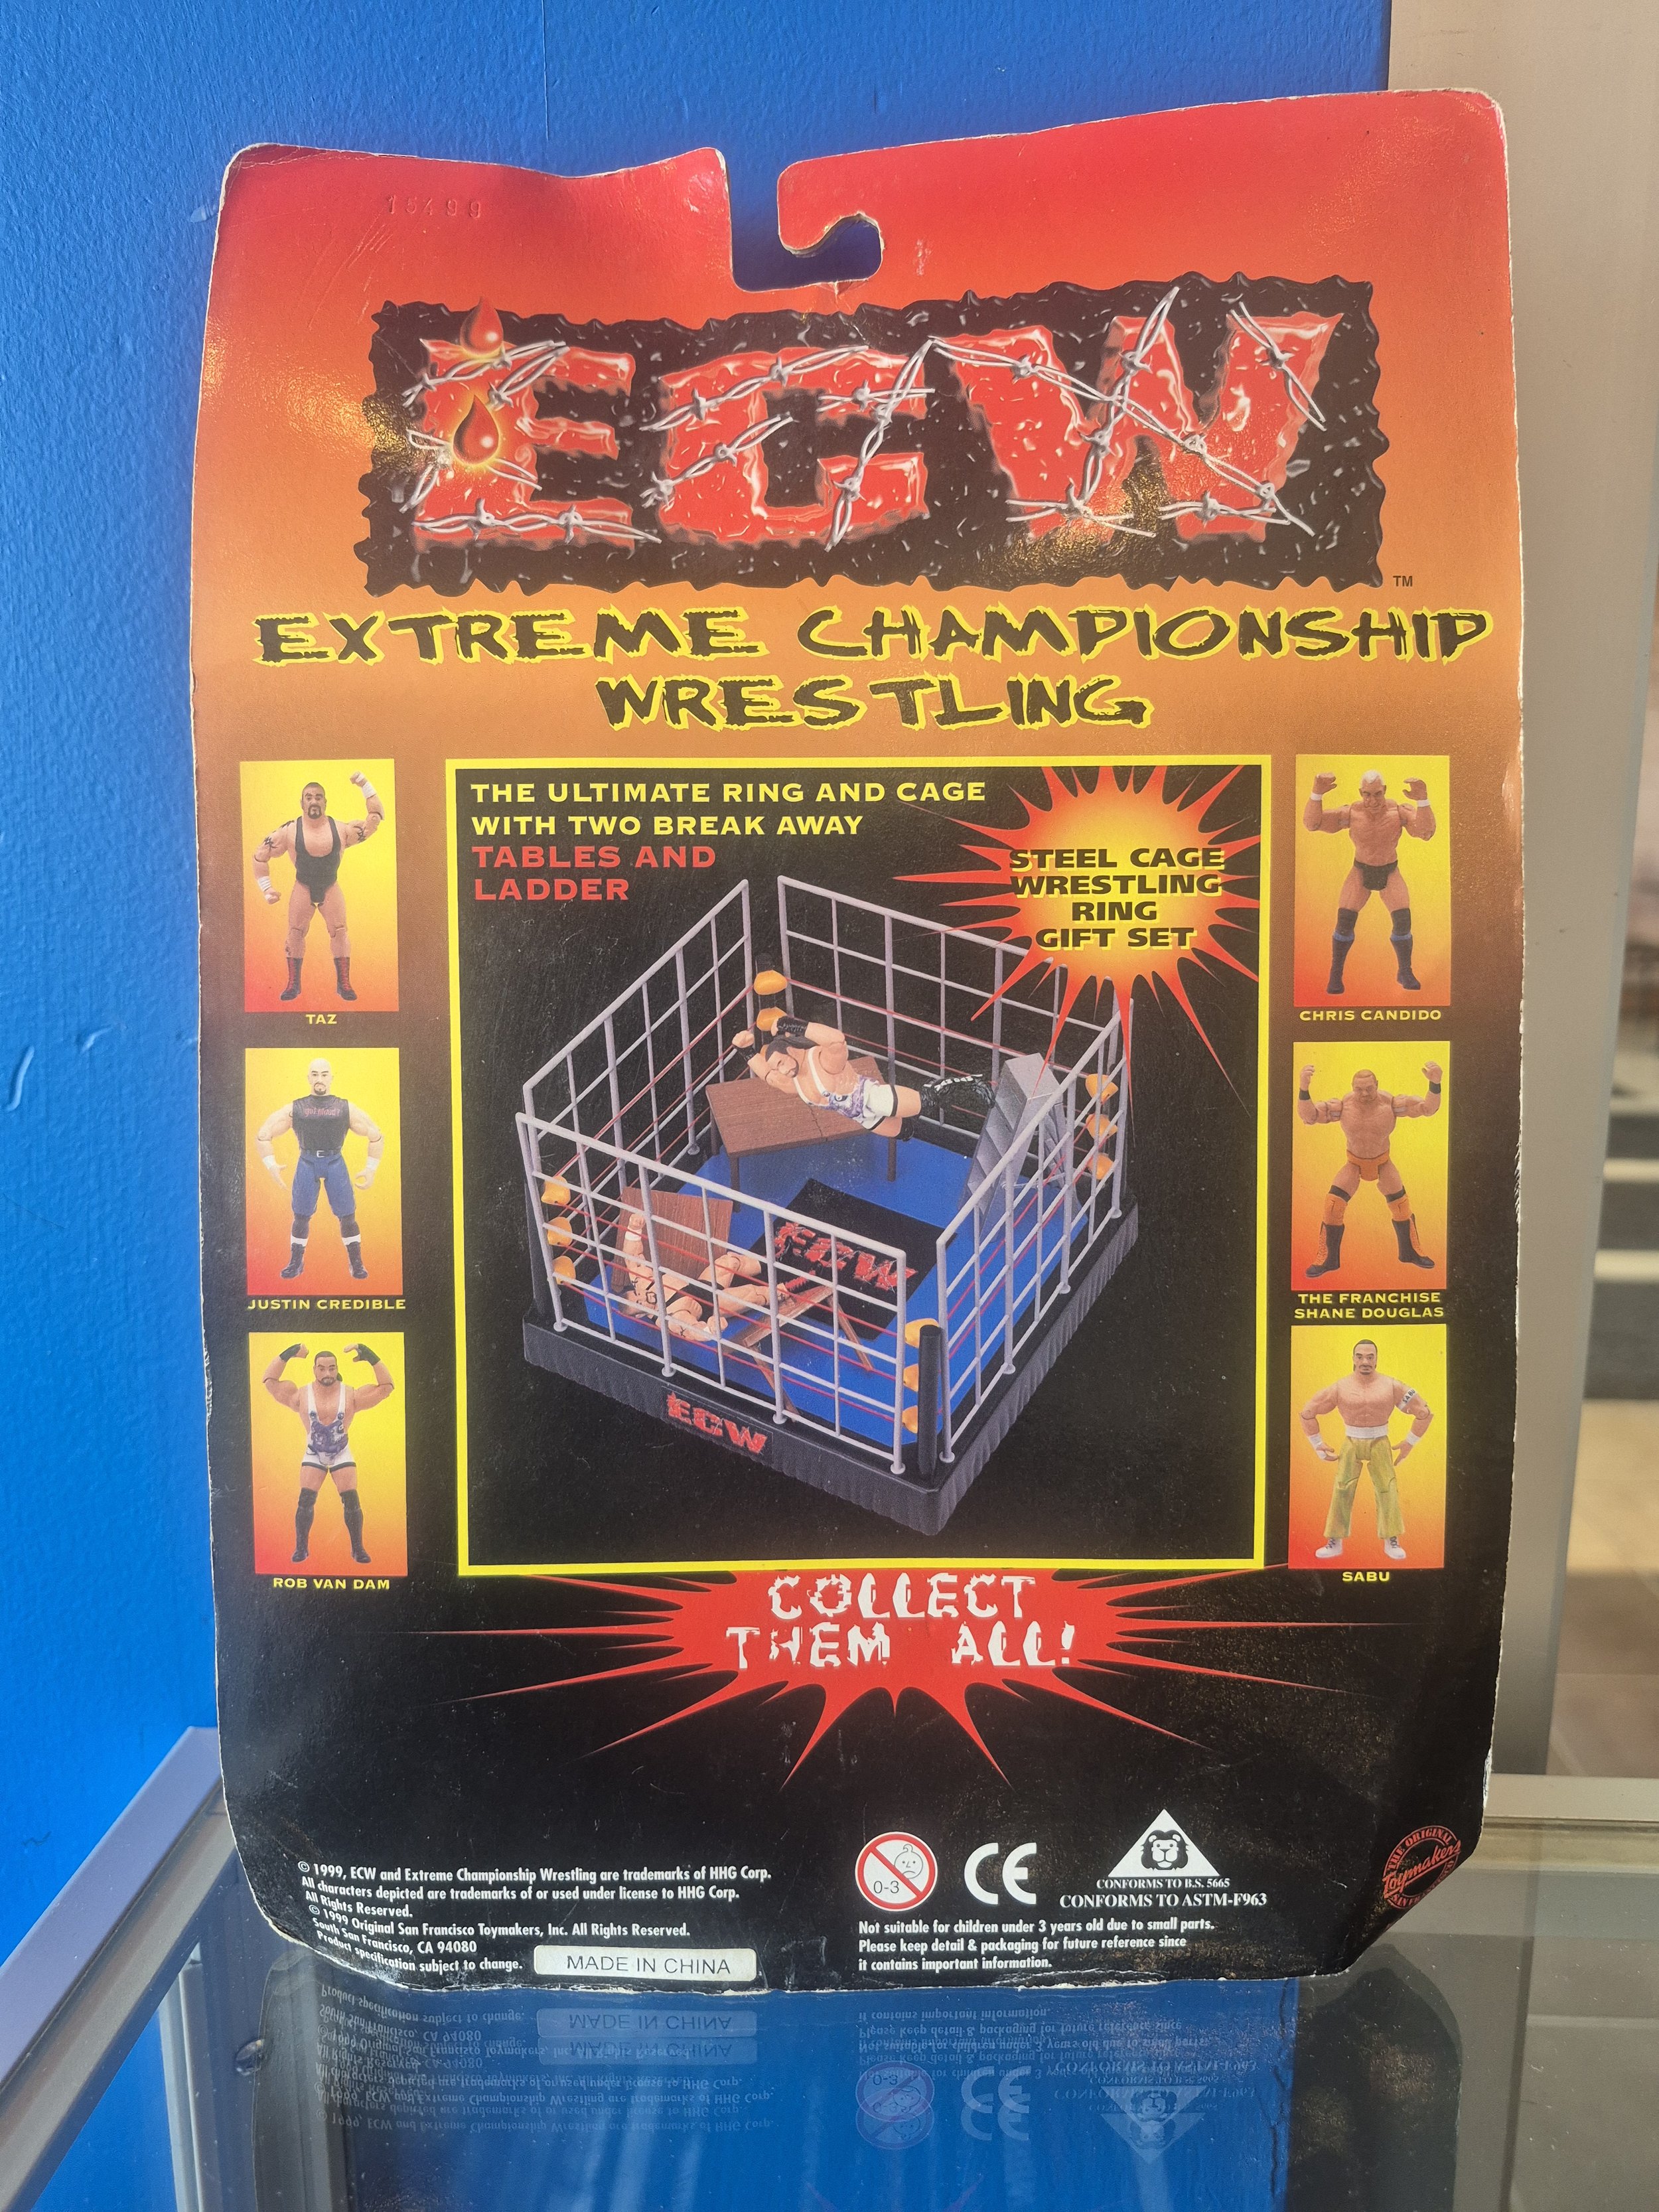 15499
ECW
TM
EXTREME CHAMPIONSHIP
WRESTLING
THE ULTIMATE RING AND CAGE
WITH TWO BREAK AWAY
TABLES AND
LADDER
STEEL CAGE
WRESTLING
RING
GIFT SET
TAZ
JUSTIN CREDIBLE
ROB VAN DAM
CHRIS CANDIDO
THE FRANCHISE
SHANE DOUGLAS
SABU
ECW
ECW
COLLECT
THEM ALL!
© 1999, ECW and Extreme Championship Wrestling are trademarks of HHG Corp.
All characters depicted are trademarks of or used under license to HHG Corp.
All Rights Reserved.
© 1999 Original San Francisco Toymakers, Inc. All Rights Reserved.
South San Francisco, CA 94080
Product specification subject to change.
MADE IN CHINA
0-3
CE
CONFORMS TO B.S. 5665
CONFORMS TO ASTM-F963
Not suitable for children under 3 years old due to small parts.
Please keep detail & packaging for future reference since
it contains important information.
THE ORIGINAL
Toymakers